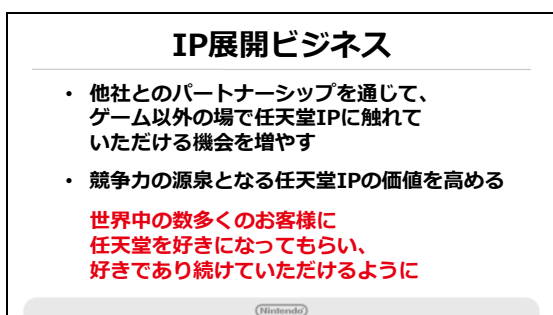 IP展開ビジネス
• 他社とのパートナーシップを通じて、
ゲーム以外の場で任天堂IPに触れて
いただける機会を増やす
• 競争力の源泉となる任天堂IPの価値を高める
世界中の数多くのお客様に
任天堂を好きになってもらい、
好きであり続けていただけるように
Nintendo